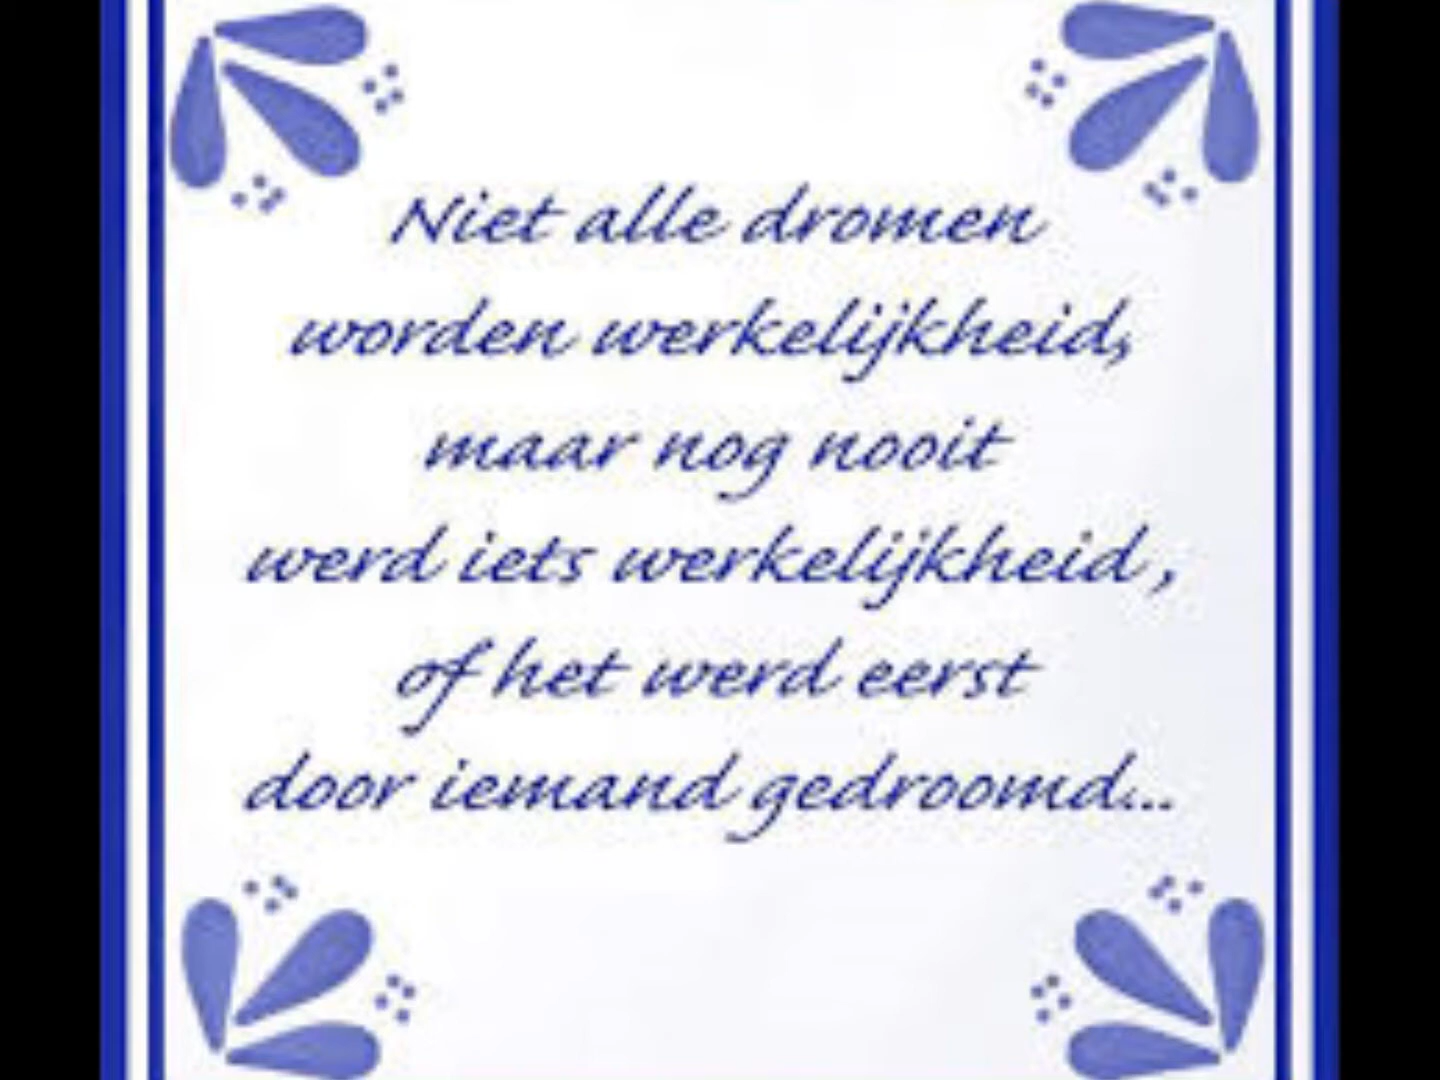 Niet alle dromen
worden werkelijkheid,
maar nog nooit
werd iets werkelijkheid ,
of het werd eerst
door iemand gedroomd...